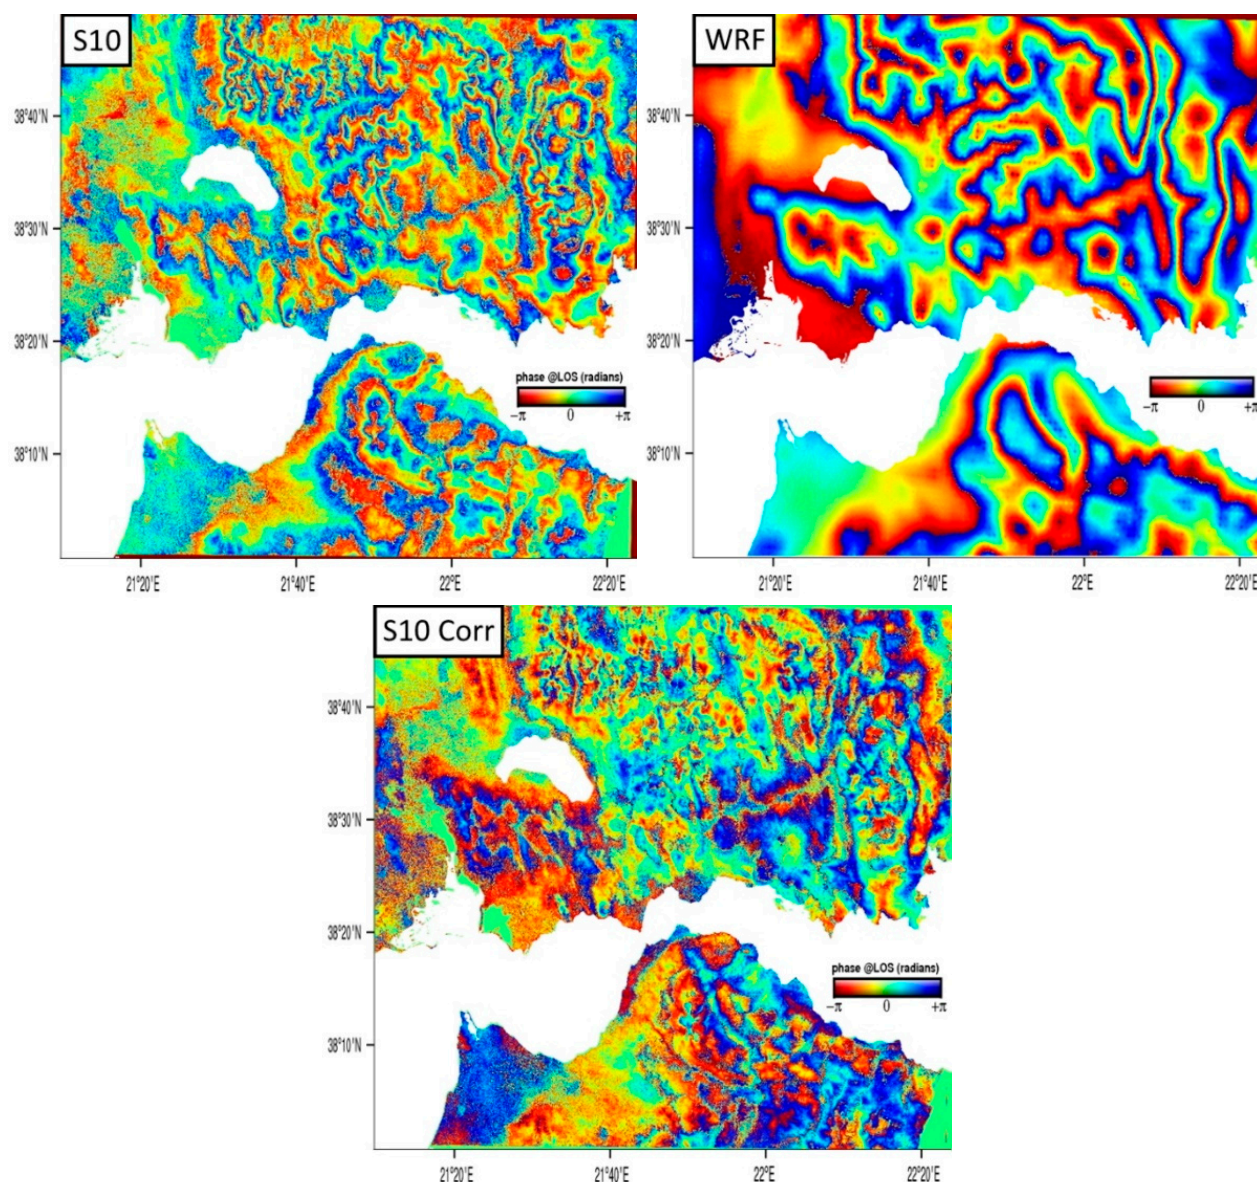 S10
WRF
38°40'N
38°30'N
38°20'N
38°10'N
phase @LOS (radians)
-π 0 +π
21°20'E 21°40'E 22°E 22°20'E
38°40'N
38°30'N
38°20'N
38°10'N
-π 0 +π
21°20'E 21°40'E 22°E 22°20'E
S10 Corr
38°40'N
38°30'N
38°20'N
38°10'N
phase @LOS (radians)
-π 0 +π
21°20'E 21°40'E 22°E 22°20'E